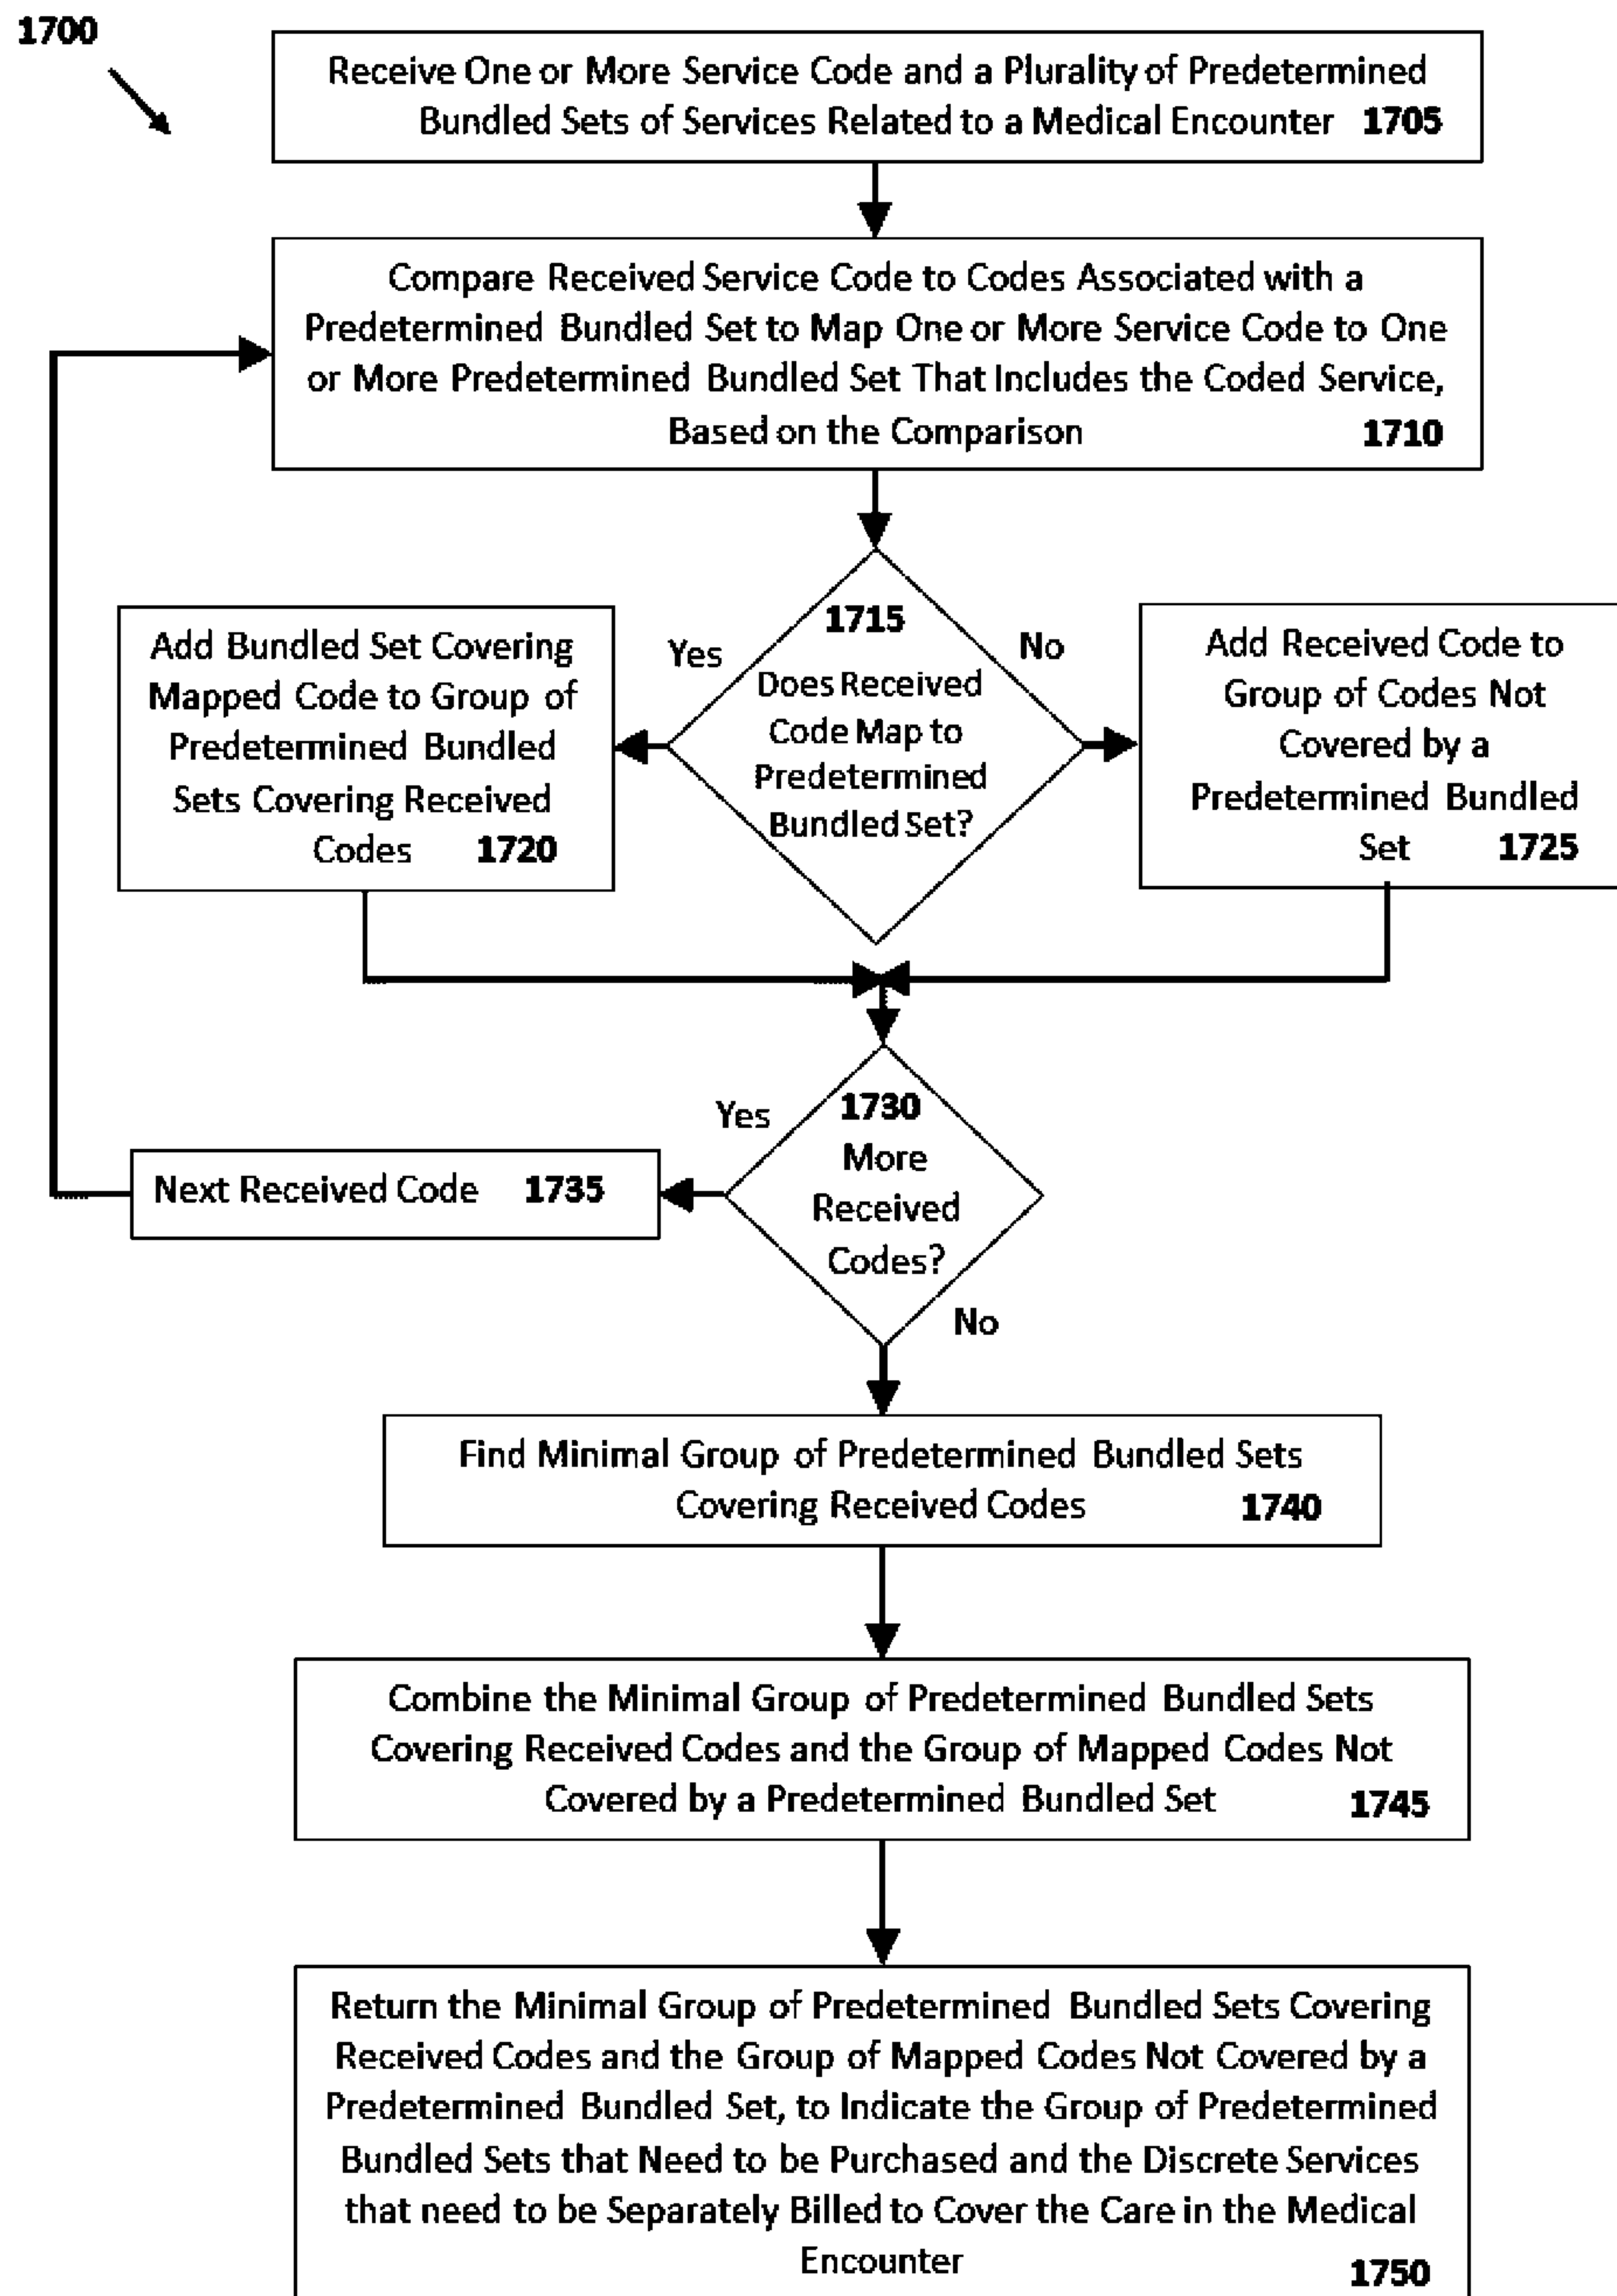 1700
Receive One or More Service Code and a Plurality of Predetermined
Bundled Sets of Services Related to a Medical Encounter 1705
Compare Received Service Code to Codes Associated with a
Predetermined Bundled Set to Map One or More Service Code to One
or More Predetermined Bundled Set That Includes the Coded Service,
Based on the Comparison 1710
Add Bundled Set Covering
Mapped Code to Group of
Predetermined Bundled
Sets Covering Received
Codes 1720
Yes
1715
Does Received
Code Map to
Predetermined
Bundled Set?
No
Add Received Code to
Group of Codes Not
Covered by a
Predetermined Bundled
Set 1725
Yes
1730
More
Received
Codes?
Next Received Code 1735
No
Find Minimal Group of Predetermined Bundled Sets
Covering Received Codes 1740
Combine the Minimal Group of Predetermined Bundled Sets
Covering Received Codes and the Group of Mapped Codes Not
Covered by a Predetermined Bundled Set 1745
Return the Minimal Group of Predetermined Bundled Sets Covering
Received Codes and the Group of Mapped Codes Not Covered by a
Predetermined Bundled Set, to Indicate the Group of Predetermined
Bundled Sets that Need to be Purchased and the Discrete Services
that need to be Separately Billed to Cover the Care in the Medical
Encounter 1750